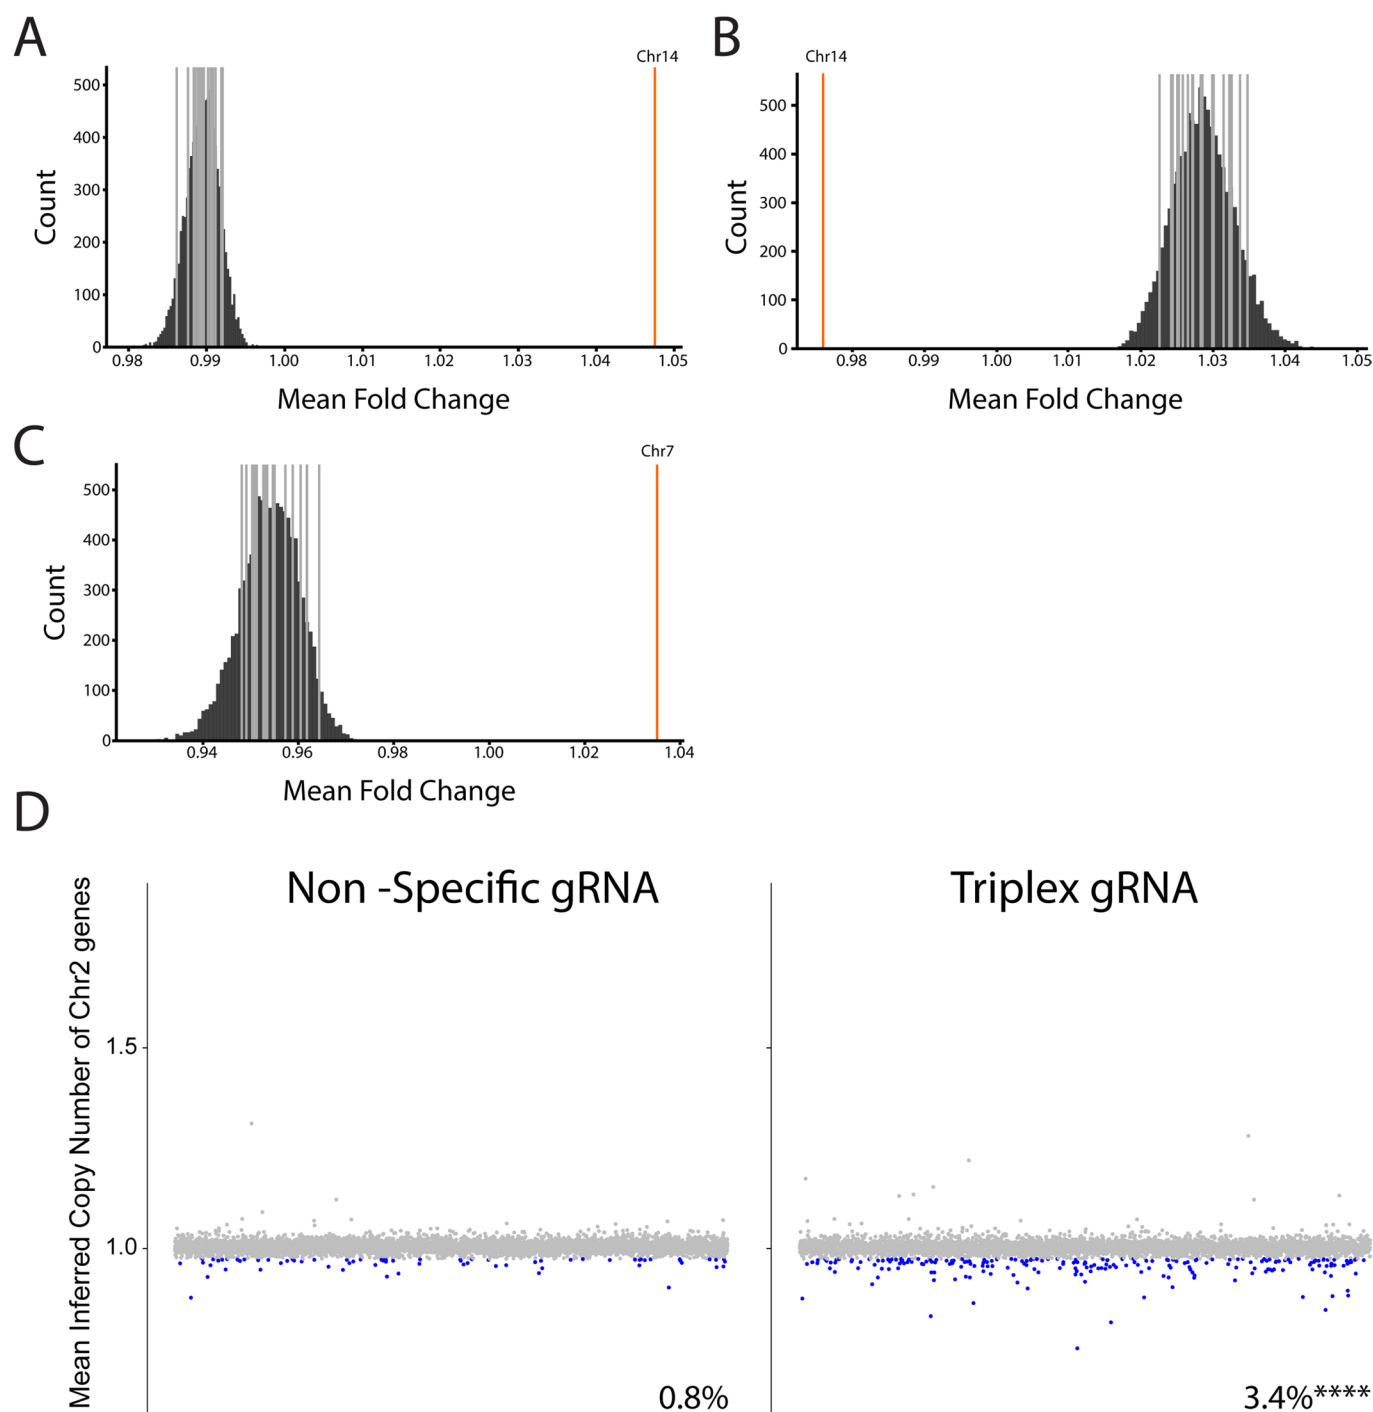 A
Chr14
500
400
300
200
100
0
Count
0.98 0.99 1.00 1.01 1.02 1.03 1.04 1.05
Mean Fold Change
B
Chr14
500
400
300
200
100
0
Count
0.98 0.99 1.00 1.01 1.02 1.03 1.04 1.05
Mean Fold Change
C
Chr7
500
400
300
200
100
0
Count
0.94 0.96 0.98 1.00 1.02 1.04
Mean Fold Change
D
Non -Specific gRNA
Triplex gRNA
Mean Inferred Copy Number of Chr2 genes
1.5
1.0
0.8%
3.4%****